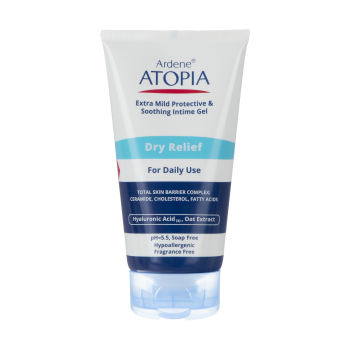 Ardene®
ATOPIA
Extra Mild Protective &
Soothing Intime Gel
Dry Relief
For Daily Use
TOTAL SKIN BARRIER COMPLEX:
CERAMIDE, CHOLESTEROL, FATTY ACIDS
Hyaluronic Acid, Oat Extract
pH=5.5, Soap Free
Hypoallergenic
Fragrance Free